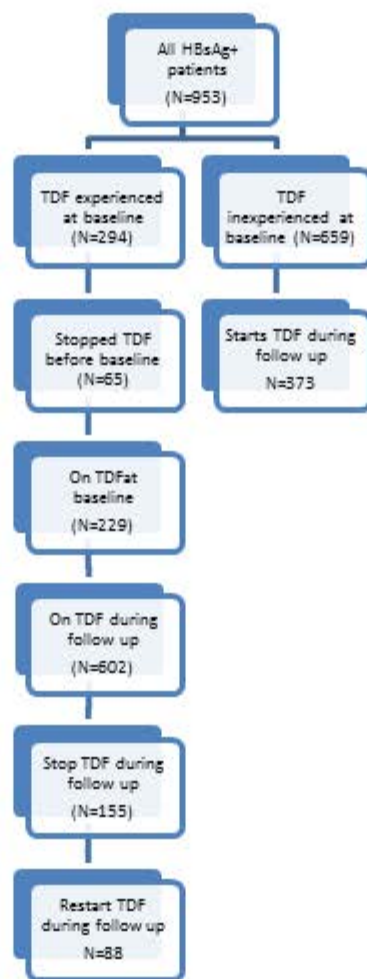 All HBsAg+
patients
(N=953)
TDF experienced
at baseline
(N=294)
TDF
inexperienced at
baseline (N=659)
Stopped TDF
before baseline
(N=65)
Starts TDF during
follow up
N=373
On TDFat
baseline
(N=229)
On TDF during
follow up
(N=602)
Stop TDF during
follow up
(N=155)
Restart TDF
during follow up
N=88